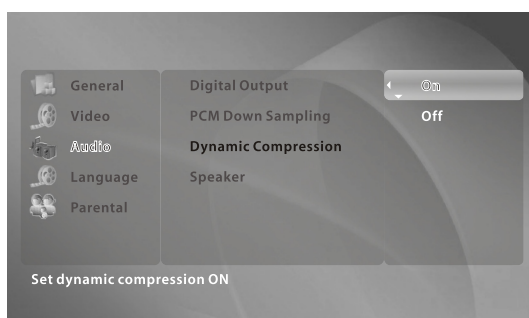 General
Video
Audio
Language
Parental
Digital Output
PCM Down Sampling
Dynamic Compression
Speaker
On
Off
Set dynamic compression ON